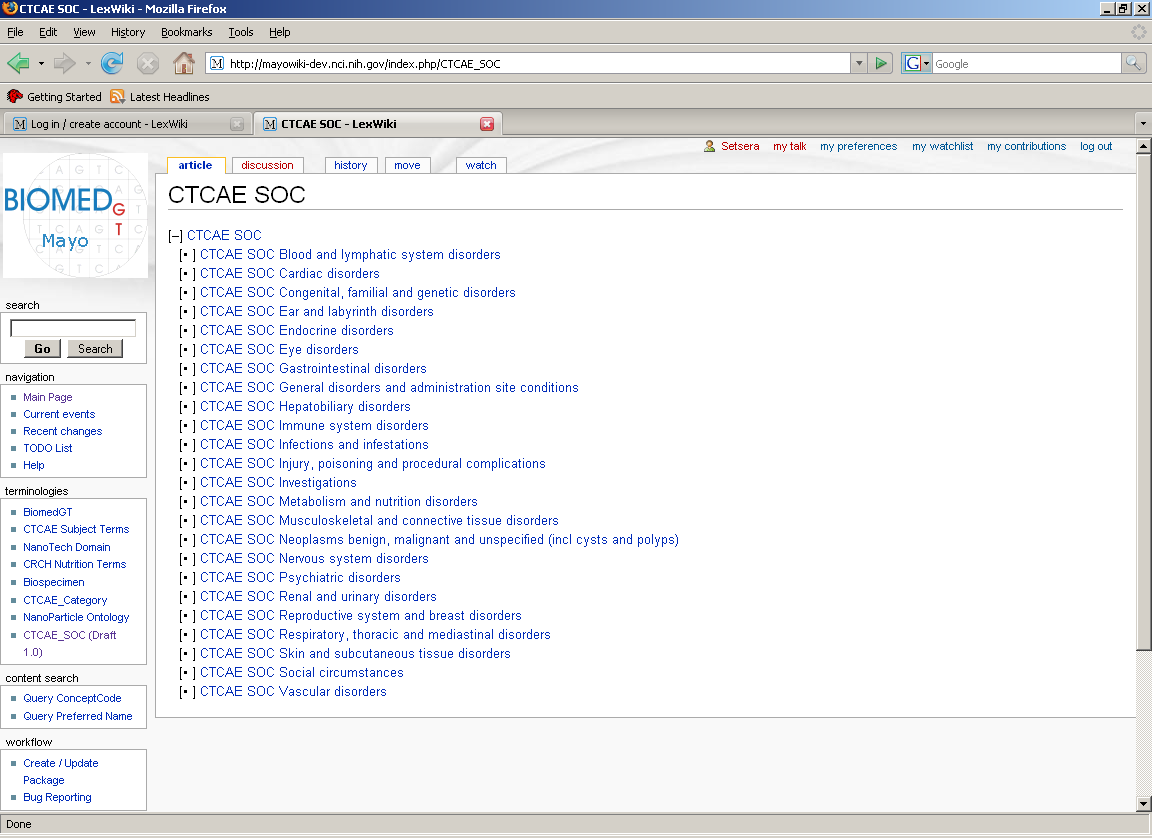 CTCAE SOC - LexWiki - Mozilla Firefox
File Edit View History Bookmarks Tools Help
M http://mayowiki-dev.nci.nih.gov/index.php/CTCAE_SOC G Google
Getting Started Latest Headlines
M Log in / create account - LexWiki M CTCAE SOC - LexWiki
Setsera my talk my preferences my watchlist my contributions log out
article discussion history move watch
BIOMEDGT
Mayo
CTCAE SOC
[–] CTCAE SOC
[• ] CTCAE SOC Blood and lymphatic system disorders
[• ] CTCAE SOC Cardiac disorders
[• ] CTCAE SOC Congenital, familial and genetic disorders
[• ] CTCAE SOC Ear and labyrinth disorders
[• ] CTCAE SOC Endocrine disorders
[• ] CTCAE SOC Eye disorders
[• ] CTCAE SOC Gastrointestinal disorders
[• ] CTCAE SOC General disorders and administration site conditions
[• ] CTCAE SOC Hepatobiliary disorders
[• ] CTCAE SOC Immune system disorders
[• ] CTCAE SOC Infections and infestations
[• ] CTCAE SOC Injury, poisoning and procedural complications
[• ] CTCAE SOC Investigations
[• ] CTCAE SOC Metabolism and nutrition disorders
[• ] CTCAE SOC Musculoskeletal and connective tissue disorders
[• ] CTCAE SOC Neoplasms benign, malignant and unspecified (incl cysts and polyps)
[• ] CTCAE SOC Nervous system disorders
[• ] CTCAE SOC Psychiatric disorders
[• ] CTCAE SOC Renal and urinary disorders
[• ] CTCAE SOC Reproductive system and breast disorders
[• ] CTCAE SOC Respiratory, thoracic and mediastinal disorders
[• ] CTCAE SOC Skin and subcutaneous tissue disorders
[• ] CTCAE SOC Social circumstances
[• ] CTCAE SOC Vascular disorders
search
Go Search
navigation
Main Page
Current events
Recent changes
TODO List
Help
terminologies
BiomedGT
CTCAE Subject Terms
NanoTech Domain
CRCH Nutrition Terms
Biospecimen
CTCAE_Category
NanoParticle Ontology
CTCAE_SOC (Draft
1.0)
content search
Query ConceptCode
Query Preferred Name
workflow
Create / Update
Package
Bug Reporting
Done